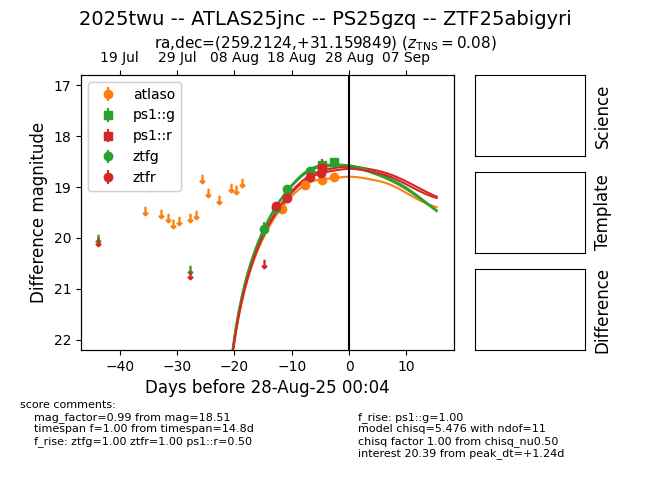 2025twu -- ATLAS25jnc -- PS25gzq -- ZTF25abigyri
ra,dec=(259.2124,+31.159849) (z_TNS = 0.08)
19 Jul 29 Jul 08 Aug 18 Aug 28 Aug 07 Sep
17
18
19
20
21
22
Difference magnitude
atlaso
ps1::g
ps1::r
ztfg
ztfr
−40 −30 −20 −10 0 10
Days before 28-Aug-25 00:04
Science
Template
Difference
score comments:
mag_factor=0.99 from mag=18.51
timespan f=1.00 from timespan=14.8d
f_rise: ztfg=1.00 ztfr=1.00 ps1::r=0.50
f_rise: ps1::g=1.00
model chisq=5.476 with ndof=11
chisq factor 1.00 from chisq_nu0.50
interest 20.39 from peak_dt=+1.24d